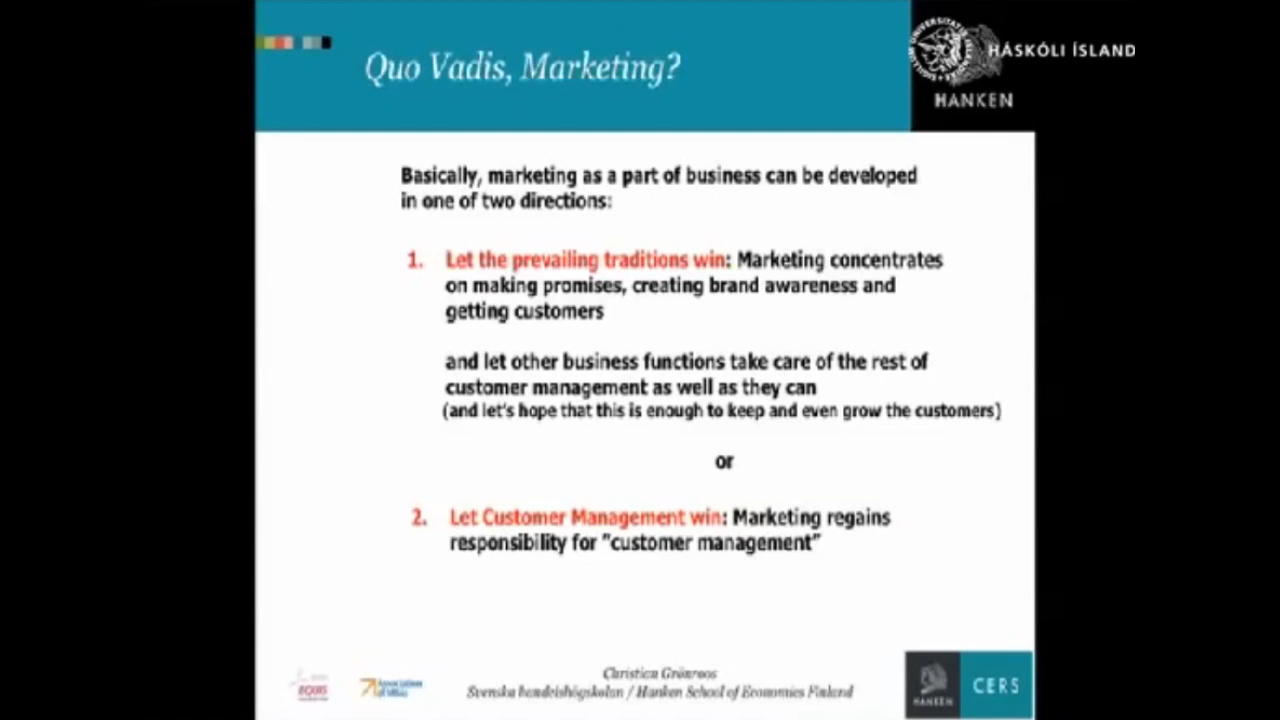 Quo Vadis, Marketing?
HÁSKÓLI ÍSLAND
HANKEN
Basically, marketing as a part of business can be developed
in one of two directions:
1. Let the prevailing traditions win: Marketing concentrates
on making promises, creating brand awareness and
getting customers
and let other business functions take care of the rest of
customer management as well as they can
(and let's hope that this is enough to keep and even grow the customers)
or
2. Let Customer Management win: Marketing regains
responsibility for "customer management"
Christian Grönroos
Svenska handelshögskolan / Hanken School of Economics Finland
EQUIS
HANKEN
CERS